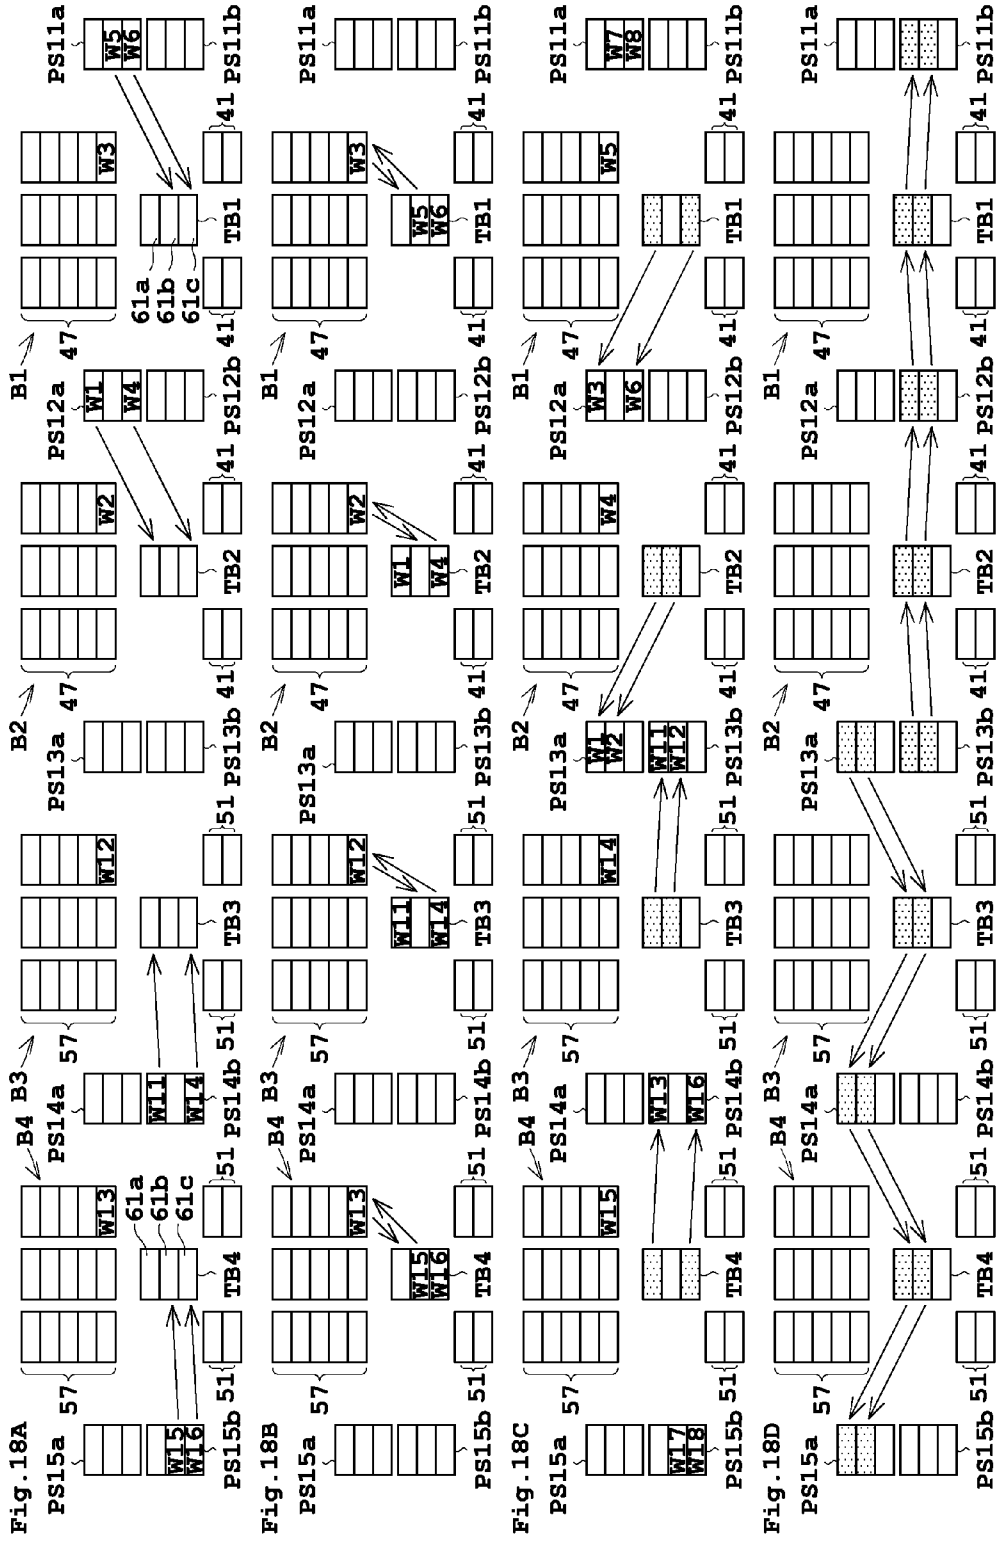 Fig.18A B4 B3 B2 B1
PS15a PS14a PS13a PS12a PS11a
57 57 47 47
W13 W12 W2 W1 W3 W5
W4 W6
61a 61a
61b 61b
61c 61c
W15 W11
W16 W14
TB4 TB3 TB2 TB1
PS15b 51 51 PS14b 51 51 PS13b 41 41 PS12b 41 41 PS11b
Fig.18B B4 B3 B2 B1
PS15a PS14a PS13a PS12a PS11a
57 57 47 47
W13 W12 W2 W3
W15 W11 W1 W5
W16 W14 W4 W6
TB4 TB3 TB2 TB1
PS15b 51 51 PS14b 51 51 PS13b 41 41 PS12b 41 41 PS11b
Fig.18C B4 B3 B2 B1
PS15a PS14a PS13a PS12a PS11a
57 57 47 47
W15 W14 W1 W4 W3 W5 W7
W2 W6 W8
W17 W13 W11
W18 W16 W12
TB4 TB3 TB2 TB1
PS15b 51 51 PS14b 51 51 PS13b 41 41 PS12b 41 41 PS11b
Fig.18D B4 B3 B2 B1
PS15a PS14a PS13a PS12a PS11a
57 57 47 47
TB4 TB3 TB2 TB1
PS15b 51 51 PS14b 51 51 PS13b 41 41 PS12b 41 41 PS11b